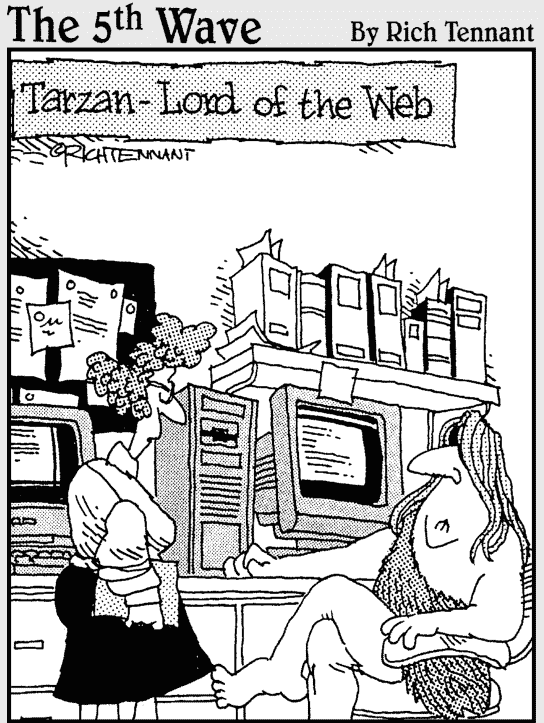 The 5th Wave
By Rich Tennant
Tarzan - Lord of the Web
©RICHTENNANT